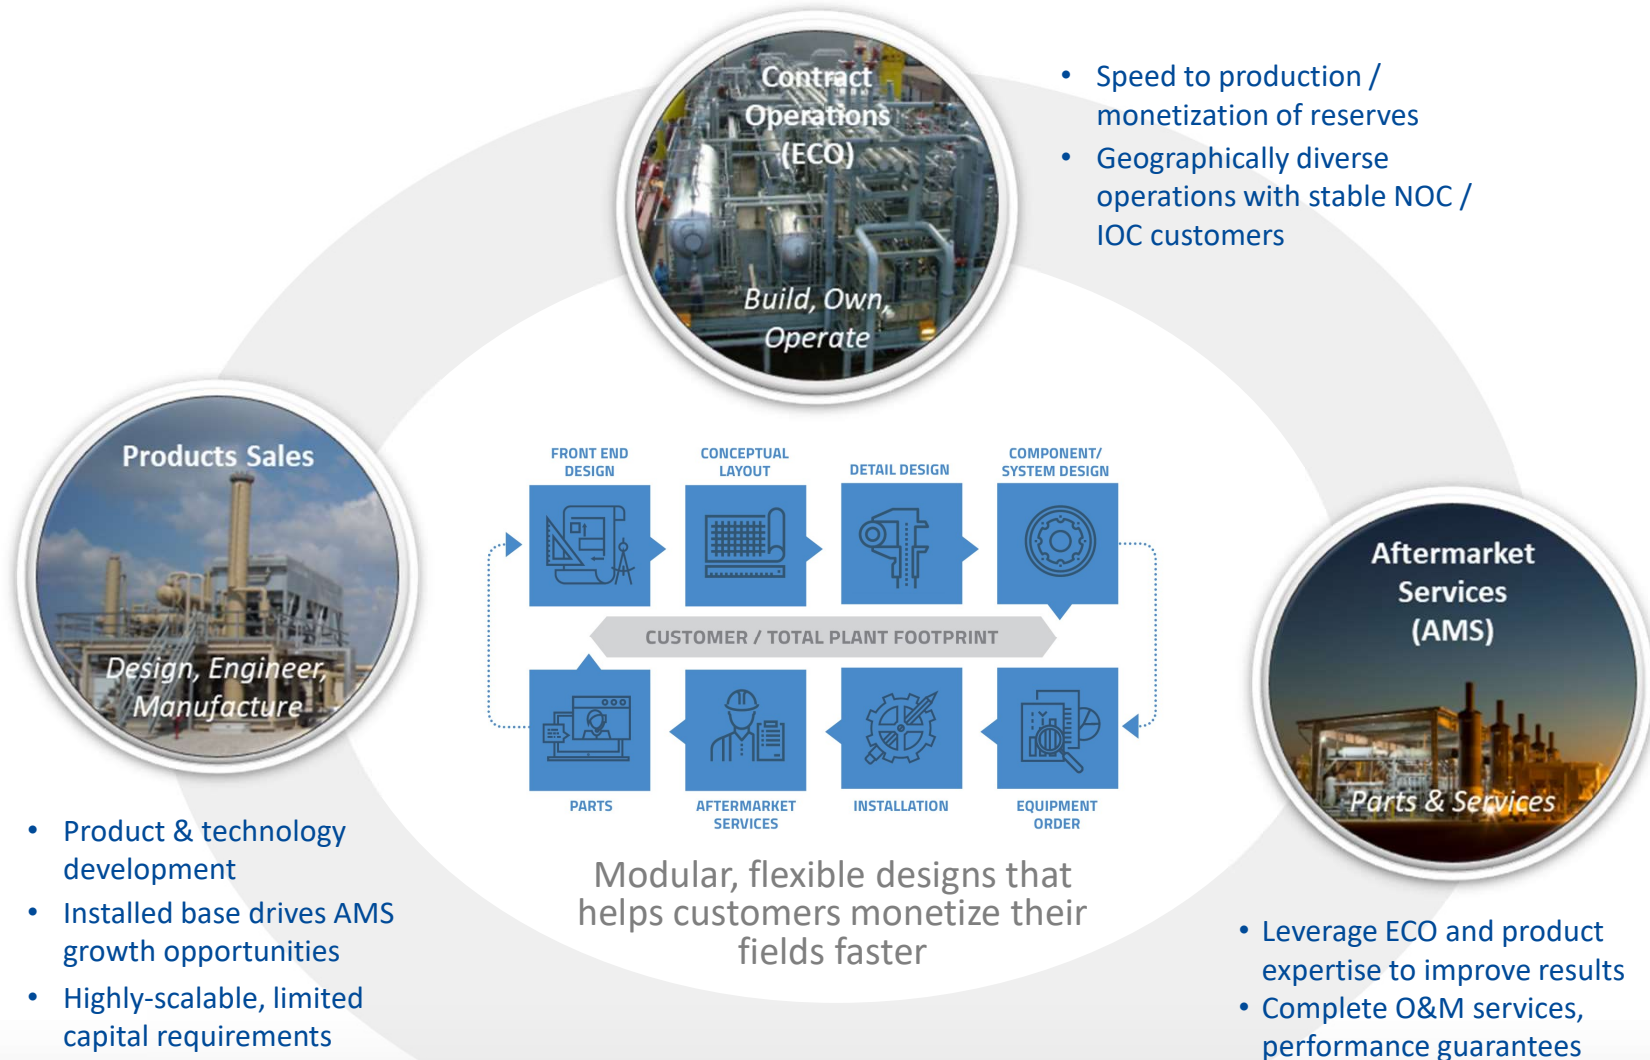 Contract
Operations
(ECO)
Build, Own,
Operate
• Speed to production /
monetization of reserves
• Geographically diverse
operations with stable NOC /
IOC customers
Products Sales
Design, Engineer,
Manufacture
• Product & technology
development
• Installed base drives AMS
growth opportunities
• Highly-scalable, limited
capital requirements
FRONT END
DESIGN
CONCEPTUAL
LAYOUT
DETAIL DESIGN
COMPONENT/
SYSTEM DESIGN
CUSTOMER / TOTAL PLANT FOOTPRINT
PARTS
AFTERMARKET
SERVICES
INSTALLATION
EQUIPMENT
ORDER
Modular, flexible designs that
helps customers monetize their
fields faster
Aftermarket
Services
(AMS)
Parts & Services
• Leverage ECO and product
expertise to improve results
• Complete O&M services,
performance guarantees